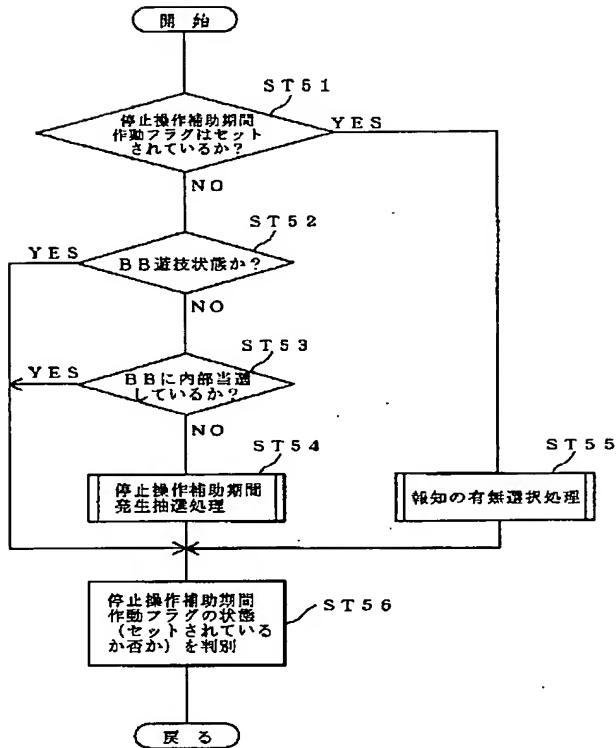 開始
ST51
停止操作補助期間
作動フラグはセット
されているか?
YES
NO
ST52
YES
BB遊技状態か?
NO
ST53
YES
BBに内部当選
しているか?
NO
ST54
停止操作補助期間
発生抽選処理
ST55
報知の有無選択処理
ST56
停止操作補助期間
作動フラグの状態
(セットされている
か否か)を判別
戻る